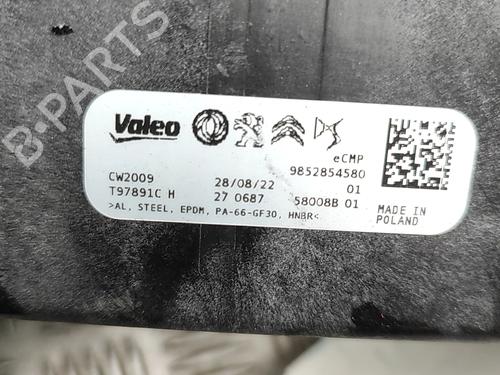 B-PARTS
Valeo
eCMP
CW2009 9852854580
T97891C H 28/08/22 01
27 0687 58008B 01
>AL, STEEL, EPDM, PA-66-GF30, HNBR<
MADE IN
POLAND